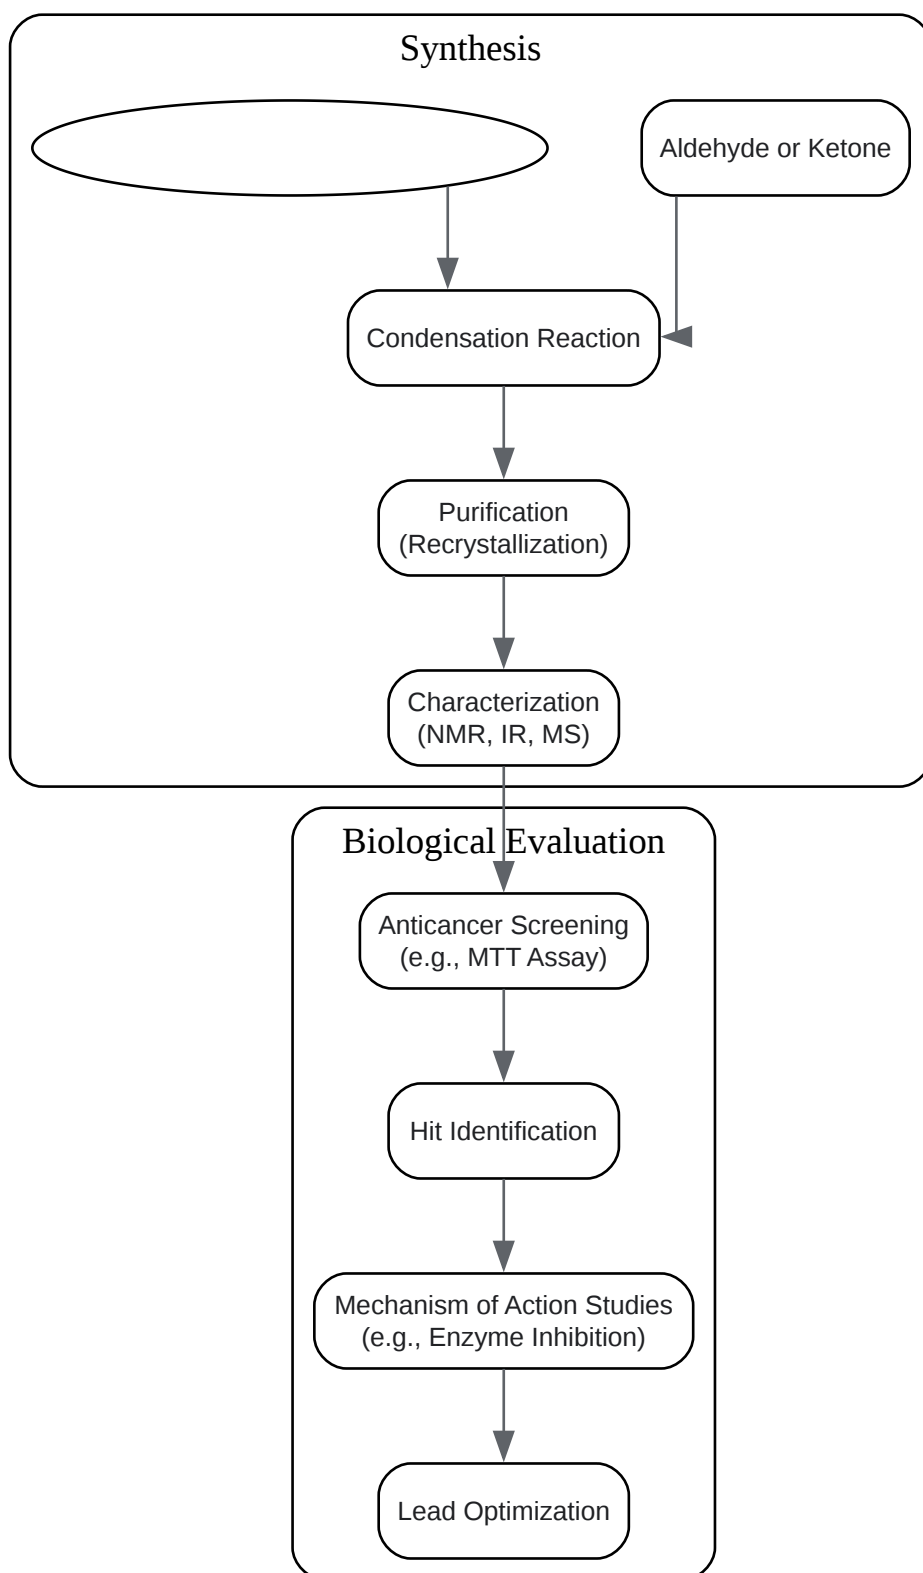 Synthesis
Aldehyde or Ketone
Condensation Reaction
Purification
(Recrystallization)
Characterization
(NMR, IR, MS)
Biological Evaluation
Anticancer Screening
(e.g., MTT Assay)
Hit Identification
Mechanism of Action Studies
(e.g., Enzyme Inhibition)
Lead Optimization